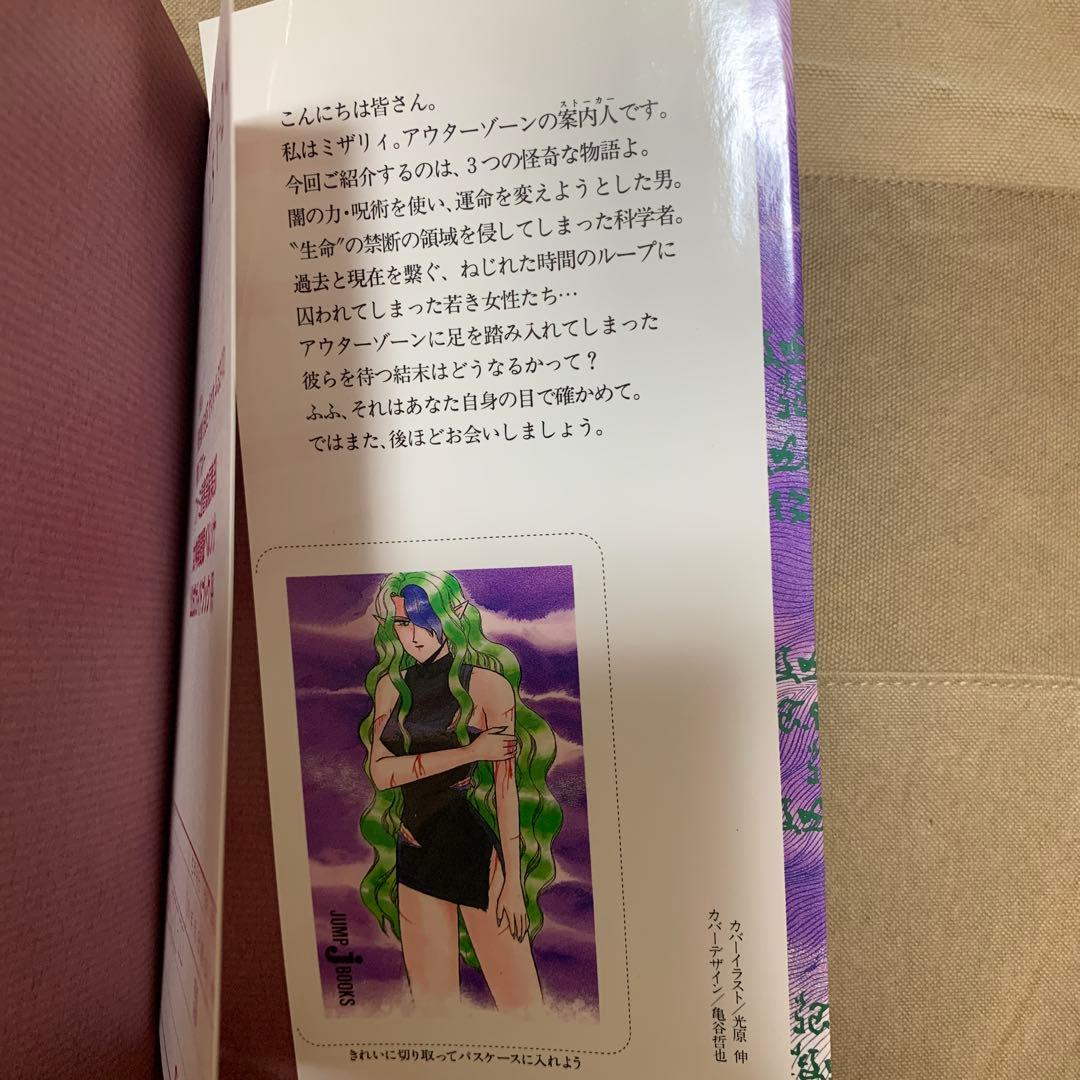 こんにちは皆さん。
私はミザリィ。アウターゾーンの案内人です。
ストーカー
今回ご紹介するのは、3つの怪奇な物語よ。
闇の力・呪術を使い、運命を変えようとした男。
〝生命〟の禁断の領域を侵してしまった科学者。
過去と現在を繋ぐ、ねじれた時間のループに
囚われてしまった若き女性たち…
アウターゾーンに足を踏み入れてしまった
彼らを待つ結末はどうなるかって？
ふふ、それはあなた自身の目で確かめて。
ではまた、後ほどお会いしましょう。
JUMP J BOOKS
きれいに切り取ってパスケースに入れよう
カバーイラスト／光原 伸
カバーデザイン／亀谷哲也